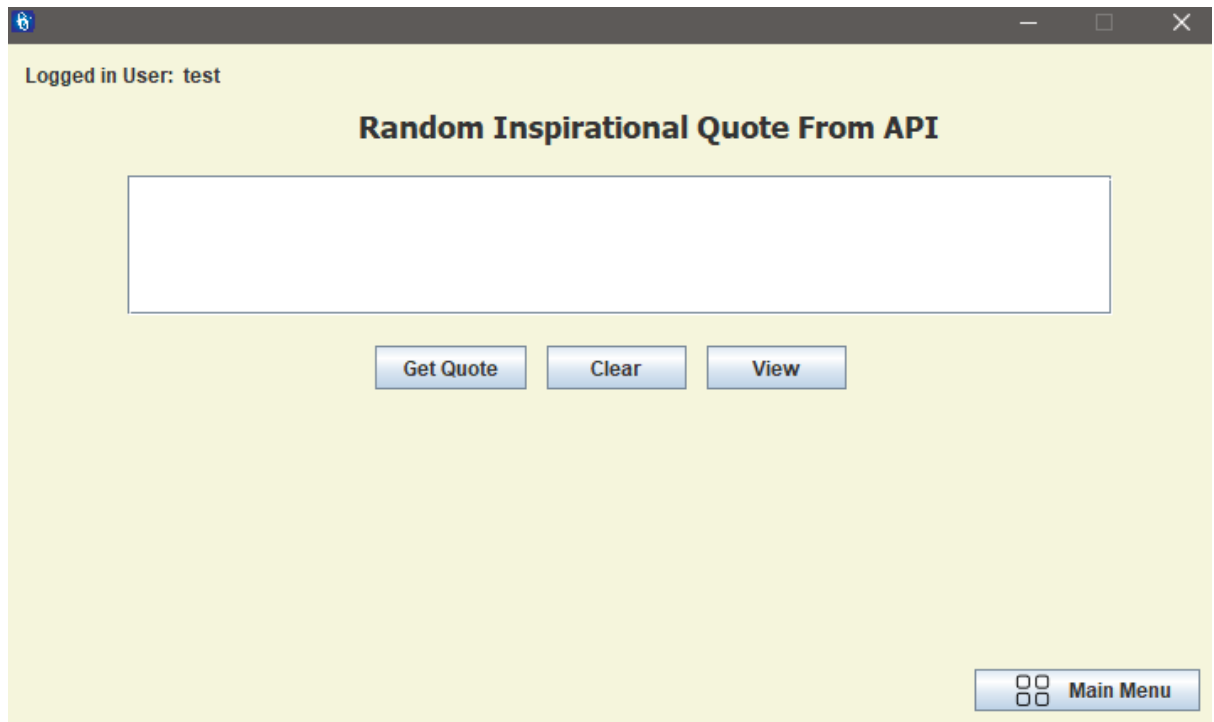 Logged in User: test
Random Inspirational Quote From API
Get Quote Clear View
Main Menu